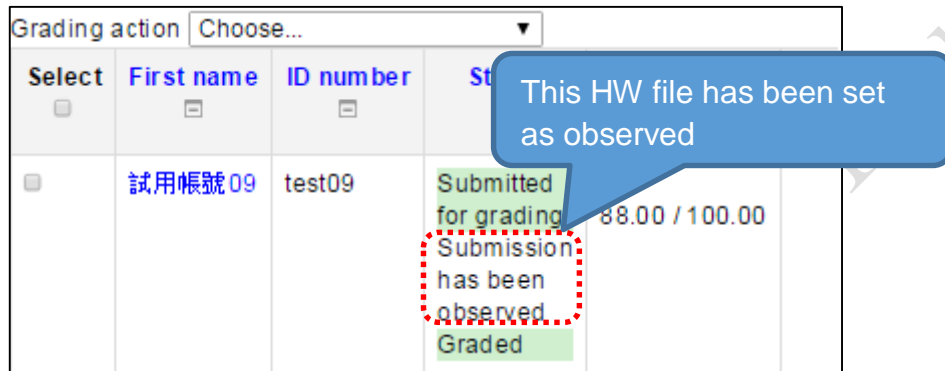 Grading action Choose...
Select First name ID number St
This HW file has been set
as observed
試用帳號09 test09 Submitted
for grading 88.00 / 100.00
Submission
has been
observed
Graded